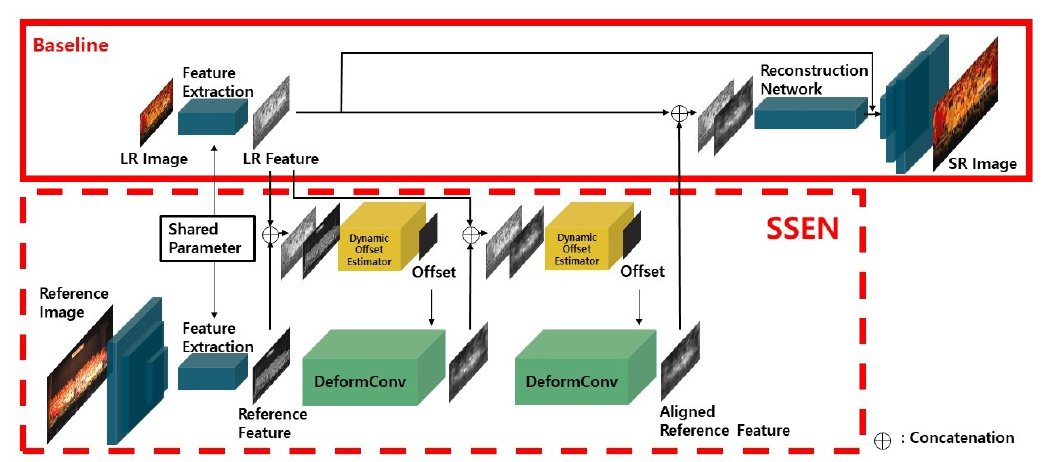 Baseline
Feature
Extraction
LR Image
LR Feature
Reconstruction
Network
SR Image
SSEN
Shared
Parameter
Dynamic
Offset
Estimator
Offset
Dynamic
Offset
Estimator
Offset
Reference
Image
Feature
Extraction
DeformConv
DeformConv
Reference
Feature
Aligned
Reference Feature
: Concatenation